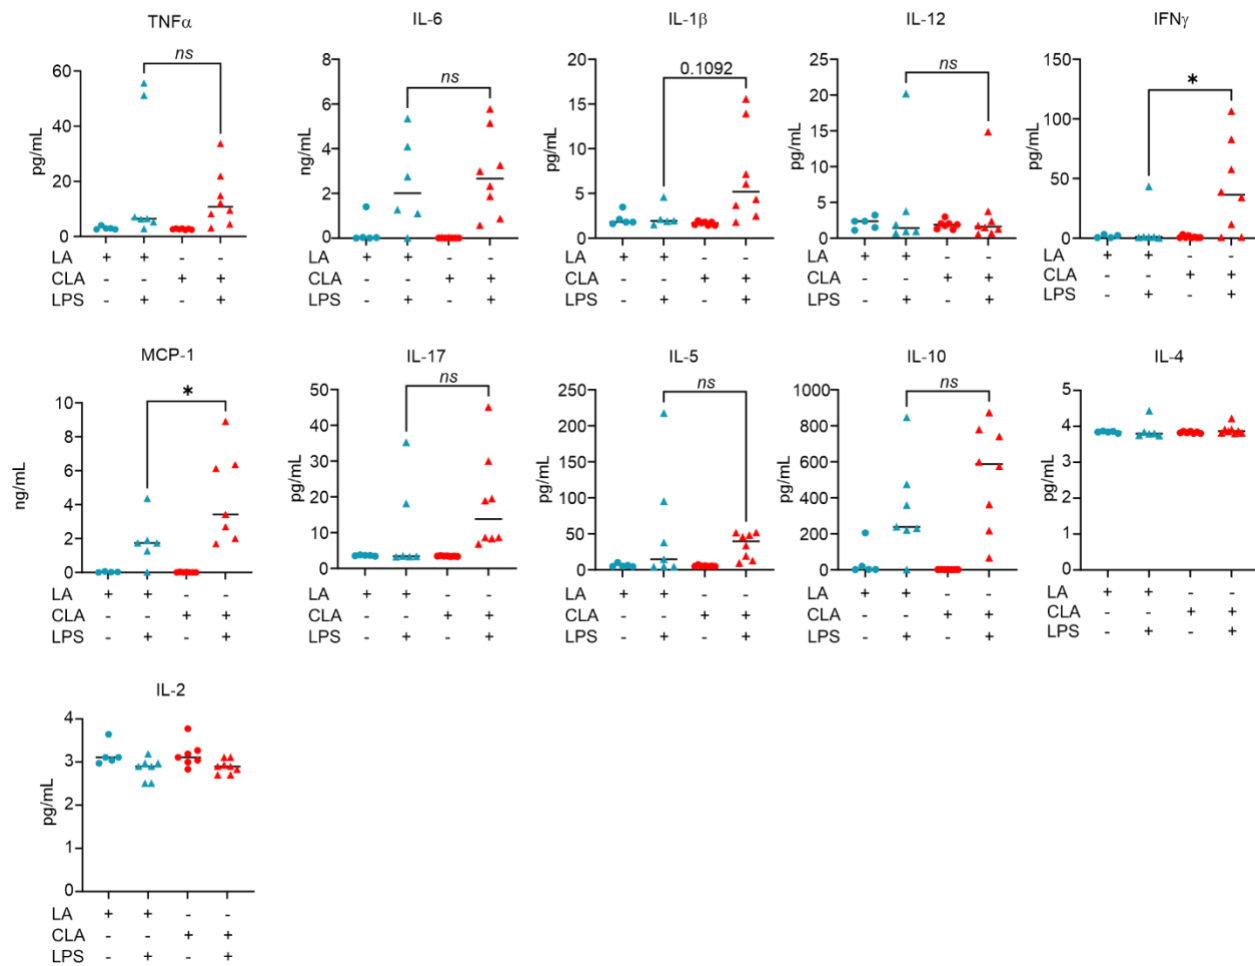 TNFα IL-6 IL-1β IL-12 IFNγ
ns ns 0.1092 ns *
60 8 20 25 150
40 6 15 20 100
20 4 10 15 50
0 2 5 10 0
0 0 5
0
pg/mL ng/mL pg/mL pg/mL pg/mL
LA + + - - LA + + - - LA + + - - LA + + - - LA + + - -
CLA - - + + CLA - - + + CLA - - + + CLA - - + + CLA - - + +
LPS - + - + LPS - + - + LPS - + - + LPS - + - + LPS - + - +
MCP-1 IL-17 IL-5 IL-10 IL-4
* ns ns ns
10 50 250 1000 5
8 40 200 800 4
6 30 150 600 3
4 20 100 400 2
2 10 50 200 1
0 0 0 0 0
ng/mL pg/mL pg/mL pg/mL pg/mL
LA + + - - LA + + - - LA + + - - LA + + - - LA + + - -
CLA - - + + CLA - - + + CLA - - + + CLA - - + + CLA - - + +
LPS - + - + LPS - + - + LPS - + - + LPS - + - + LPS - + - +
IL-2
4
3
2
1
0
pg/mL
LA + + - -
CLA - - + +
LPS - + - +